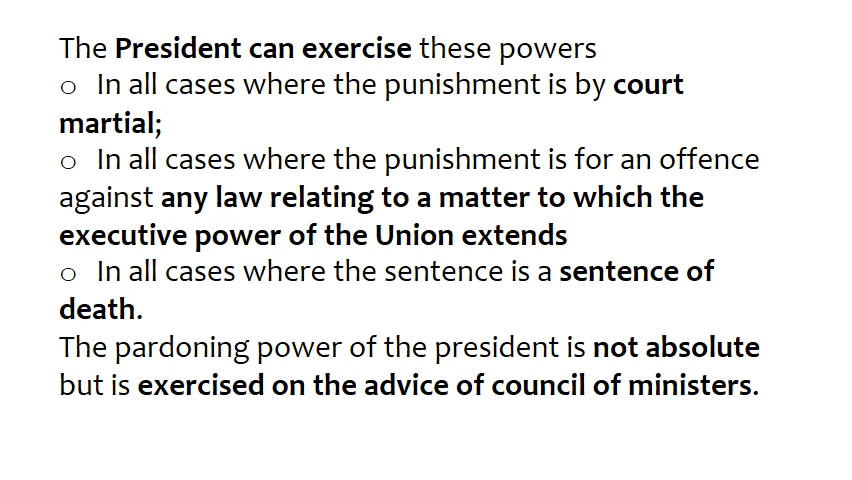 The President can exercise these powers
o In all cases where the punishment is by court
martial;
o In all cases where the punishment is for an offence
against any law relating to a matter to which the
executive power of the Union extends
o In all cases where the sentence is a sentence of
death.
The pardoning power of the president is not absolute
but is exercised on the advice of council of ministers.